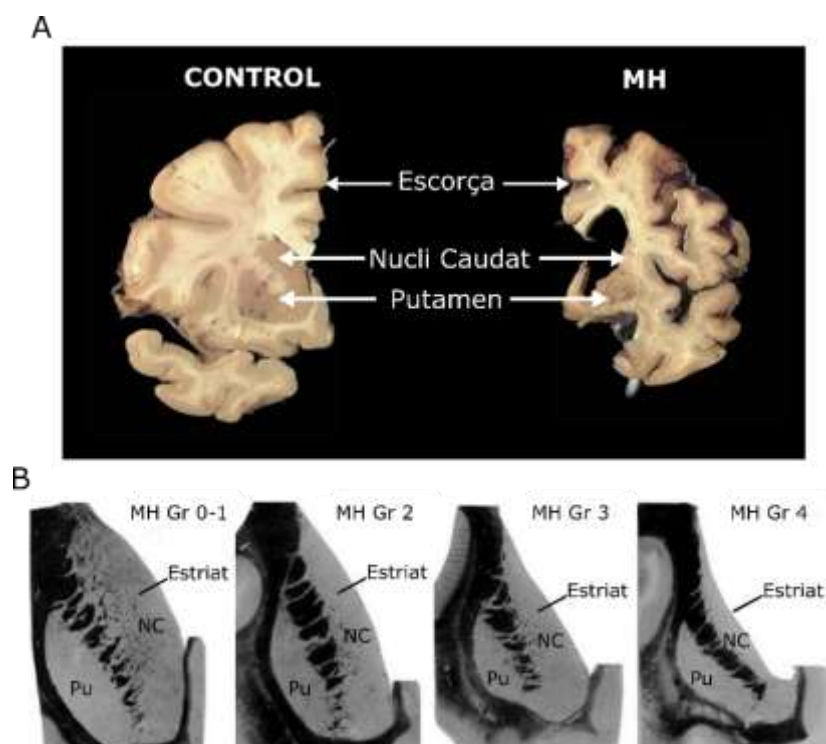 A
CONTROL MH
Escorça
Nucli Caudat
Putamen
B
MH Gr 0-1 MH Gr 2 MH Gr 3 MH Gr 4
Estriat Estriat Estriat Estriat
NC NC NC NC
Pu Pu Pu Pu